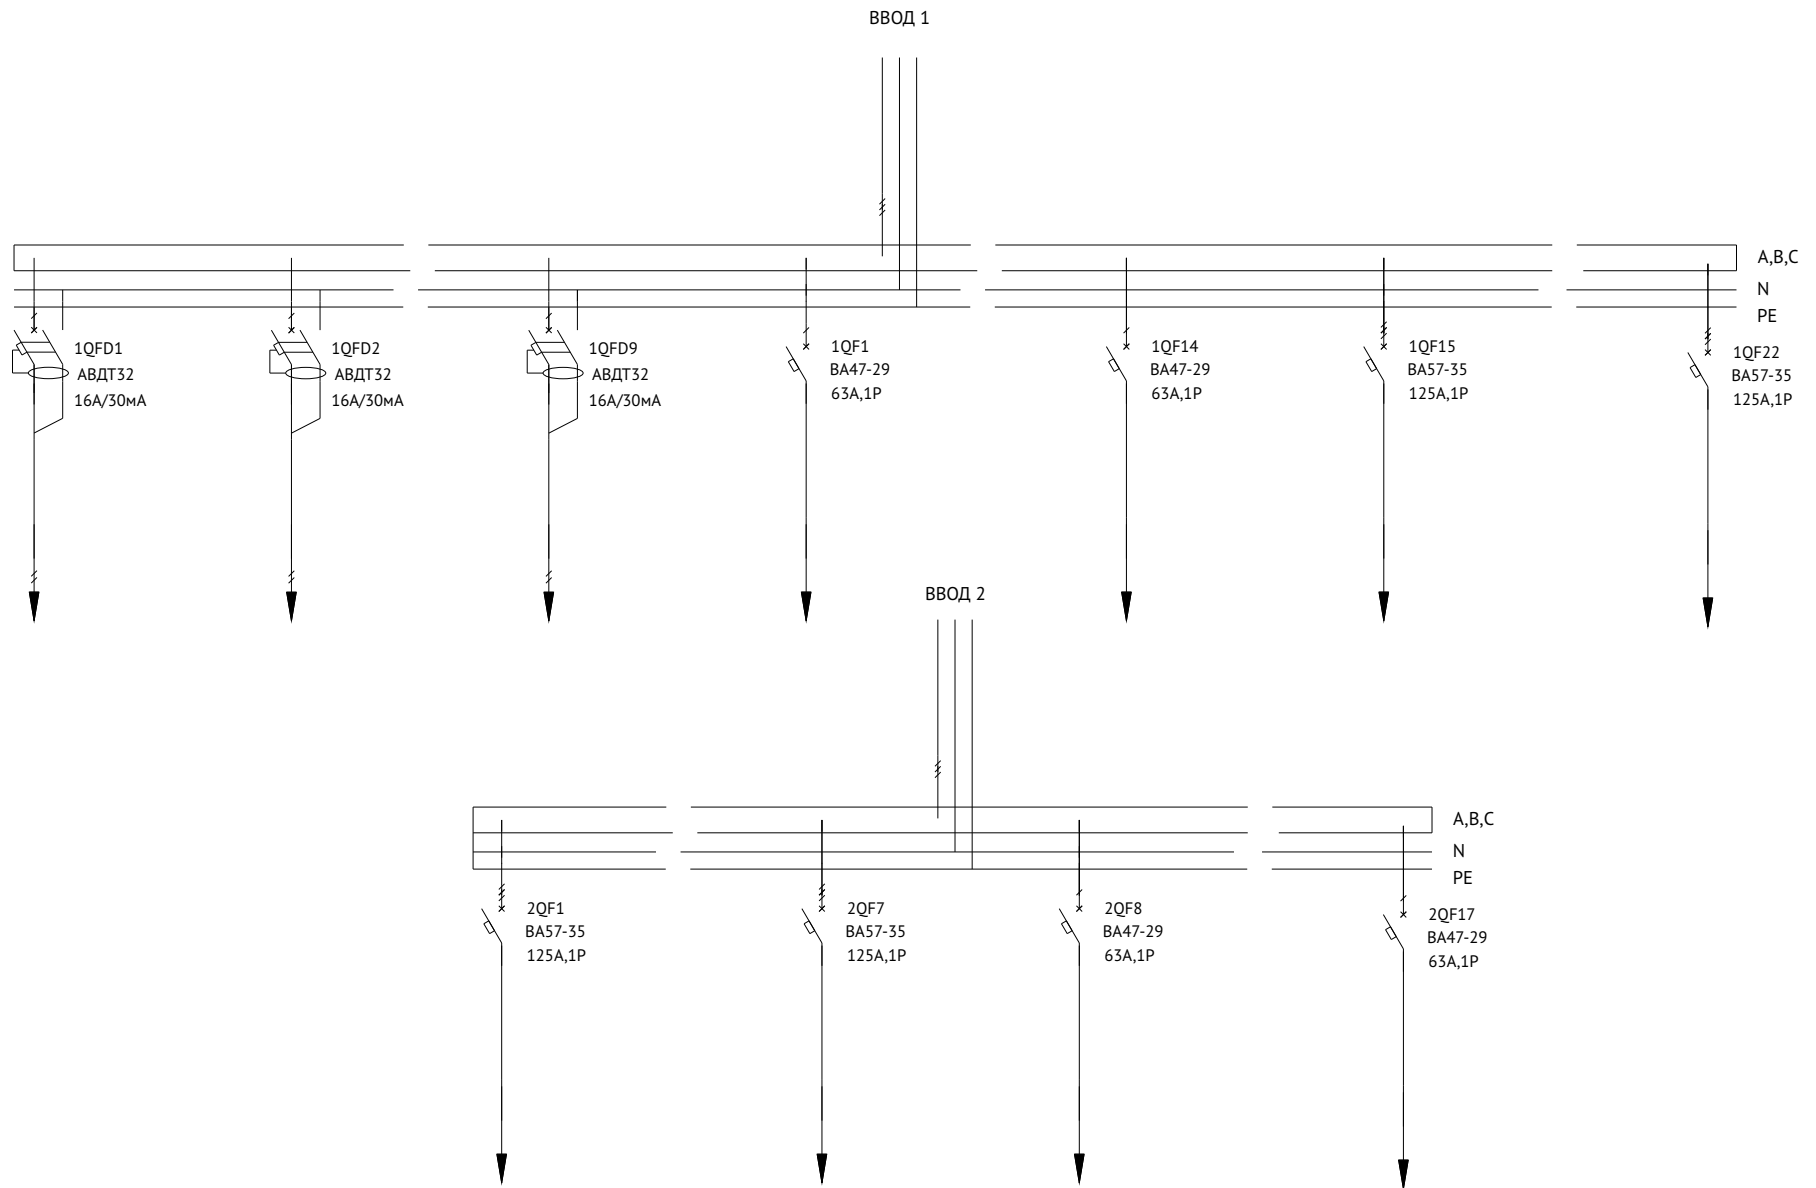 ВВОД 1
A,B,C
N
PE
1QFD1
АВДТ32
16А/30мА
1QFD2
АВДТ32
16А/30мА
1QFD9
АВДТ32
16А/30мА
1QF1
ВА47-29
63А,1Р
1QF14
ВА47-29
63А,1Р
1QF15
ВА57-35
125А,1Р
1QF22
ВА57-35
125А,1Р
ВВОД 2
A,B,C
N
PE
2QF1
ВА57-35
125А,1Р
2QF7
ВА57-35
125А,1Р
2QF8
ВА47-29
63А,1Р
2QF17
ВА47-29
63А,1Р